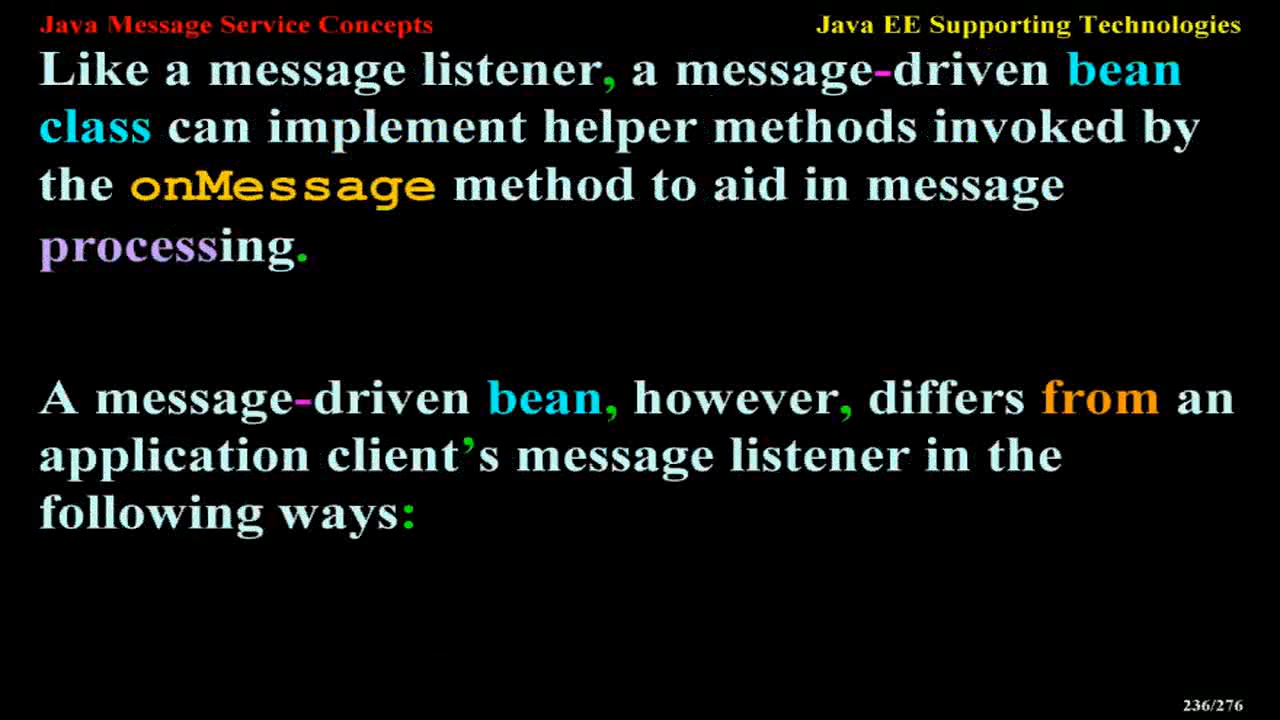 Java Message Service Concepts
Java EE Supporting Technologies
Like a message listener, a message-driven bean
class can implement helper methods invoked by
the onMessage method to aid in message
processing.
A message-driven bean, however, differs from an
application client’s message listener in the
following ways:
236/276